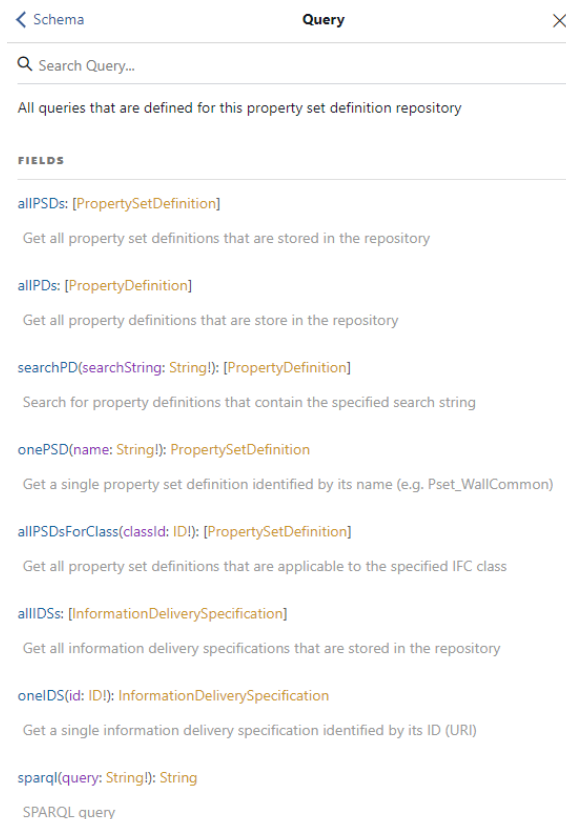 Schema
Query
Search Query...
All queries that are defined for this property set definition repository
FIELDS
allPSDs: [PropertySetDefinition]
Get all property set definitions that are stored in the repository
allPDs: [PropertyDefinition]
Get all property definitions that are store in the repository
searchPD(searchString: String!): [PropertyDefinition]
Search for property definitions that contain the specified search string
onePSD(name: String!): PropertySetDefinition
Get a single property set definition identified by its name (e.g. Pset_WallCommon)
allPSDsForClass(classId: ID!): [PropertySetDefinition]
Get all property set definitions that are applicable to the specified IFC class
allIDSs: [InformationDeliverySpecification]
Get all information delivery specifications that are stored in the repository
oneIDS(id: ID!): InformationDeliverySpecification
Get a single information delivery specification identified by its ID (URI)
sparql(query: String!): String
SPARQL query